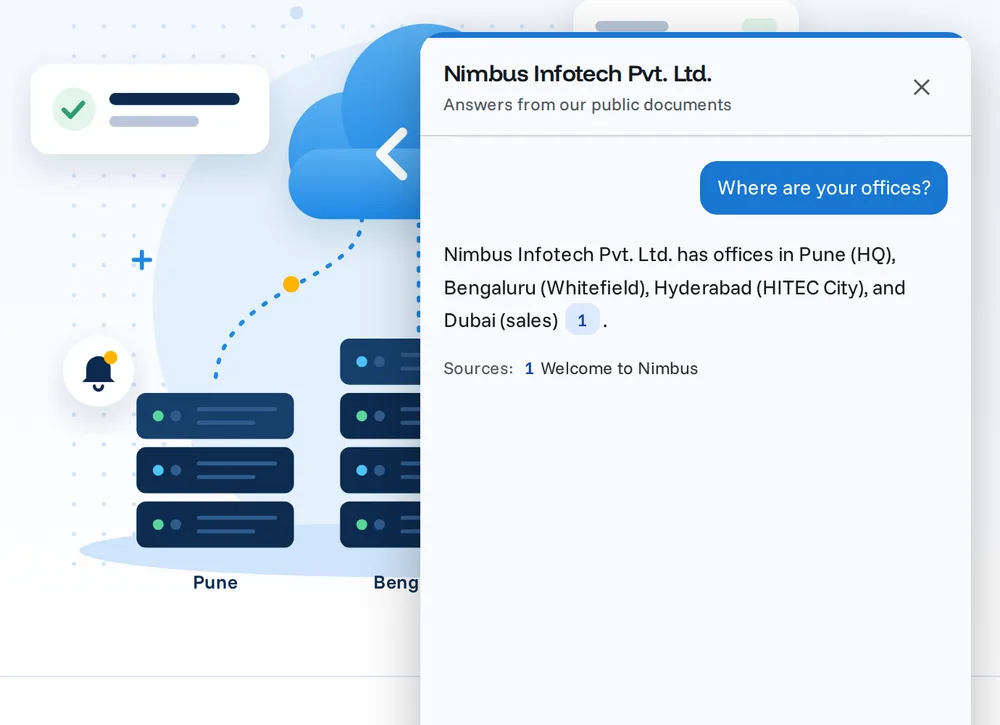 Nimbus Infotech Pvt. Ltd.
Answers from our public documents
Where are your offices?
Nimbus Infotech Pvt. Ltd. has offices in Pune (HQ),
Bengaluru (Whitefield), Hyderabad (HITEC City), and
Dubai (sales) 1 .
Sources: 1 Welcome to Nimbus
Pune
Beng